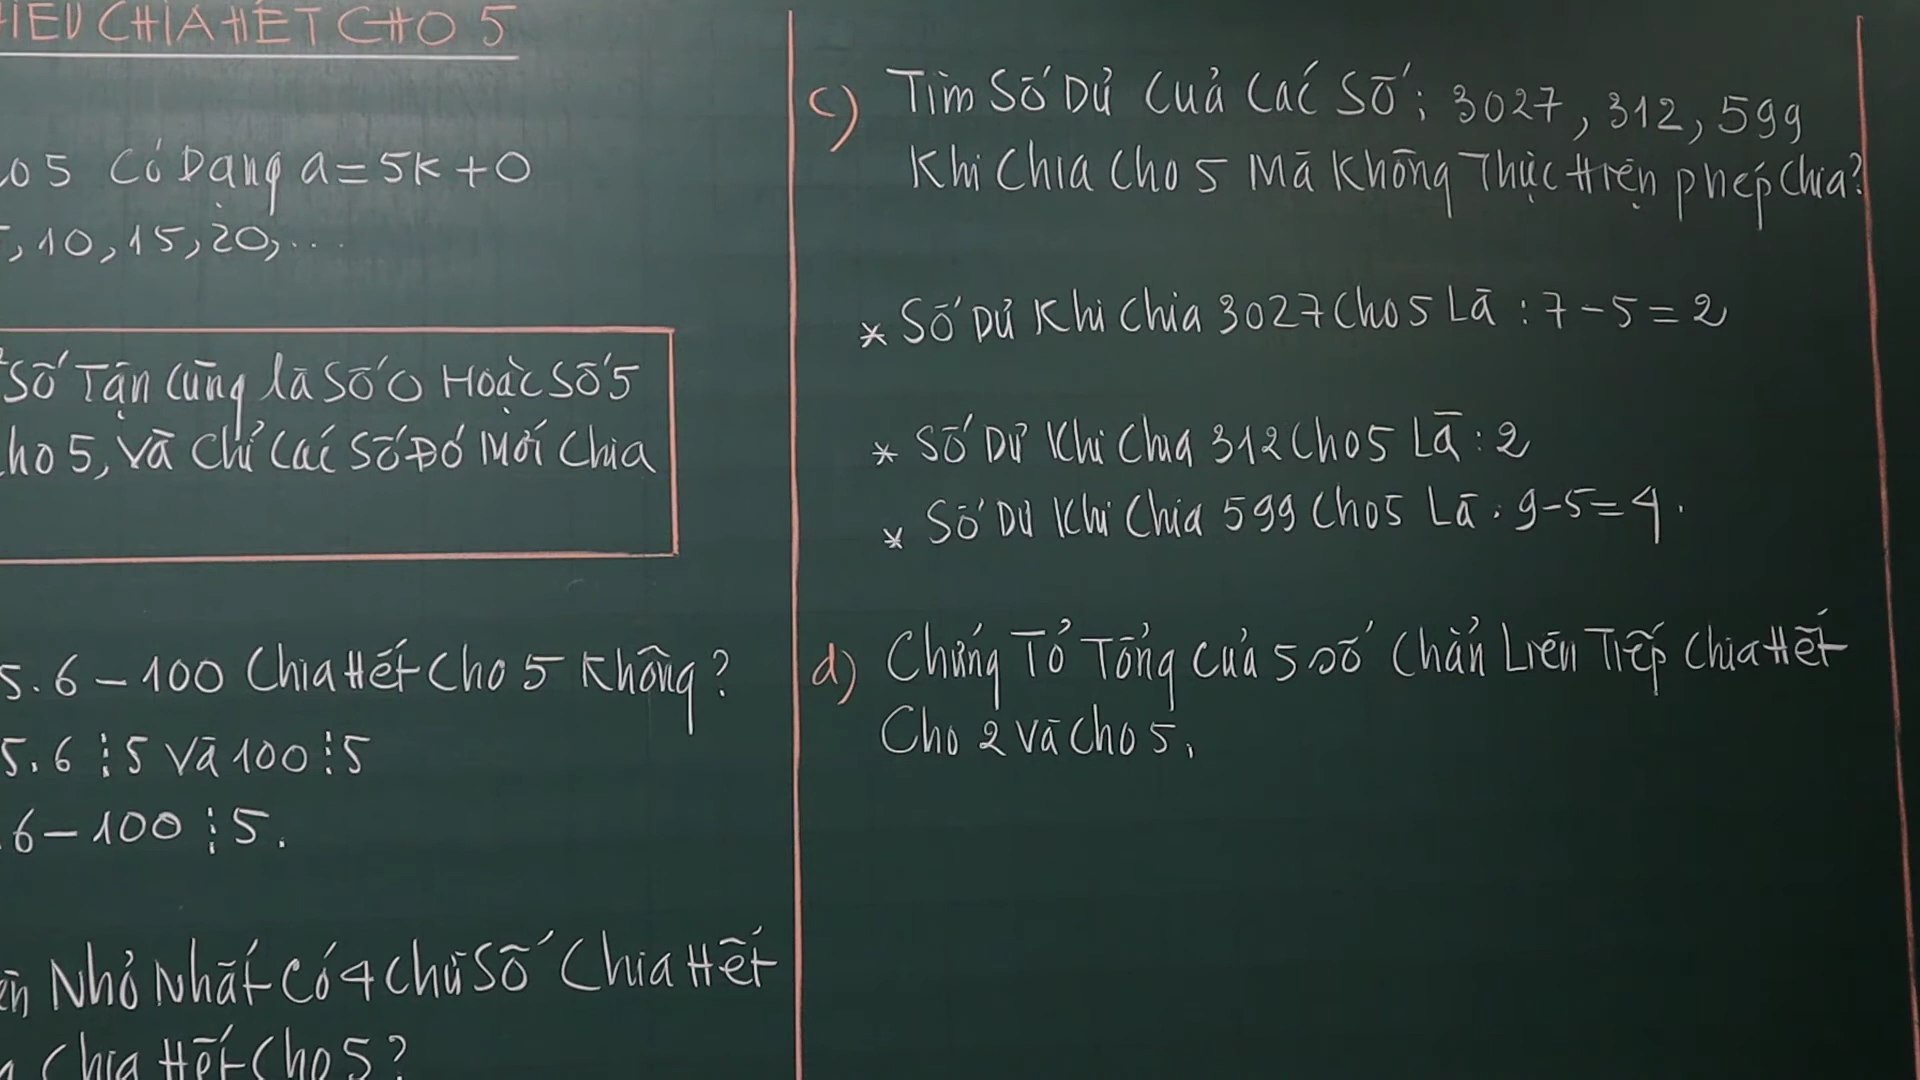 HIỆU CHIA HẾT CHO 5
Có Dạng a = 5k + 0
, 10, 15, 20, ...
Số Tận Cùng là Số 0 Hoặc Số 5
cho 5, Và Chỉ Các Số Đó Mới Chia
5 . 6 - 100 Chia Hết Cho 5 Không ?
5 . 6 ⋮ 5 Và 100 ⋮ 5
6 - 100 ⋮ 5 .
Nhỏ Nhất Có 4 Chữ Số Chia Hết
Chia Hết Cho 5 ?
c) Tìm Số Dư Của Các Số : 3027 , 312 , 599
Khi Chia Cho 5 Mà Không Thực Hiện phép Chia ?
* Số Dư Khi Chia 3027 Cho 5 Là : 7 - 5 = 2
* Số Dư Khi Chia 312 Cho 5 Là : 2
* Số Dư Khi Chia 599 Cho 5 Là : 9 - 5 = 4 .
d) Chứng Tỏ Tổng Của 5 số Chẵn Liên Tiếp Chia Hết
Cho 2 Và Cho 5 .